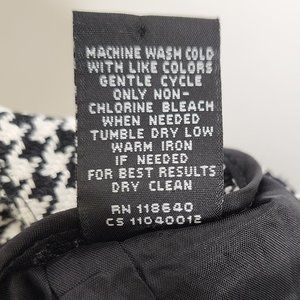 MACHINE WASH COLD
WITH LIKE COLORS
GENTLE CYCLE
ONLY NON-
CHLORINE BLEACH
WHEN NEEDED
TUMBLE DRY LOW
WARM IRON
IF NEEDED
FOR BEST RESULTS
DRY CLEAN
RN 118640
CS 11040012